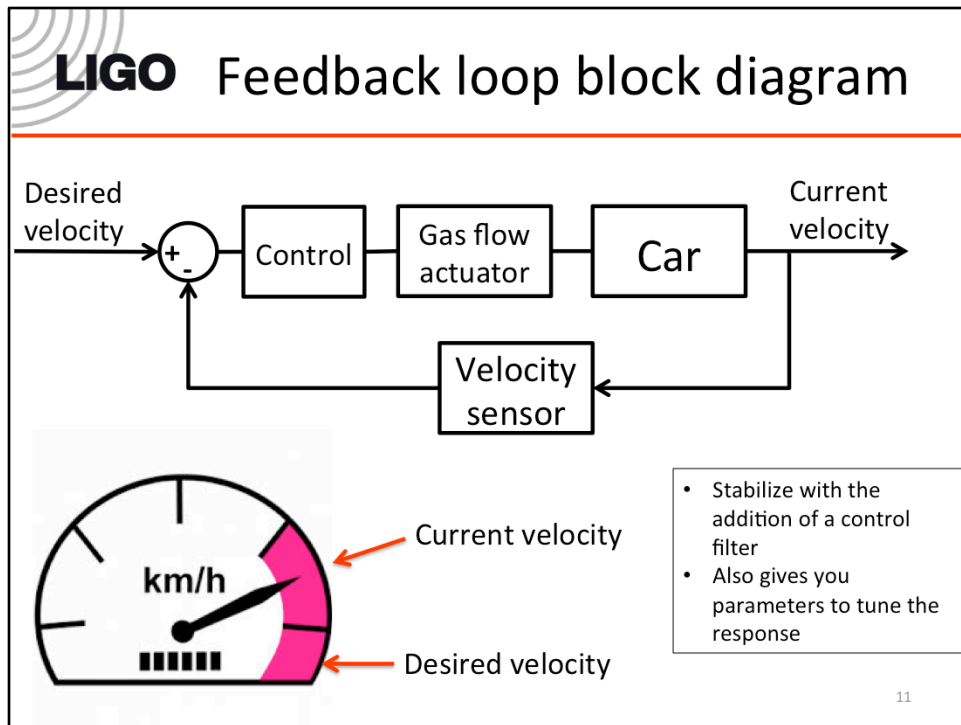 LIGO Feedback loop block diagram
Desired
velocity
+
-
Control
Gas flow
actuator
Car
Current
velocity
Velocity
sensor
km/h
Current velocity
Desired velocity
• Stabilize with the
addition of a control
filter
• Also gives you
parameters to tune the
response
11